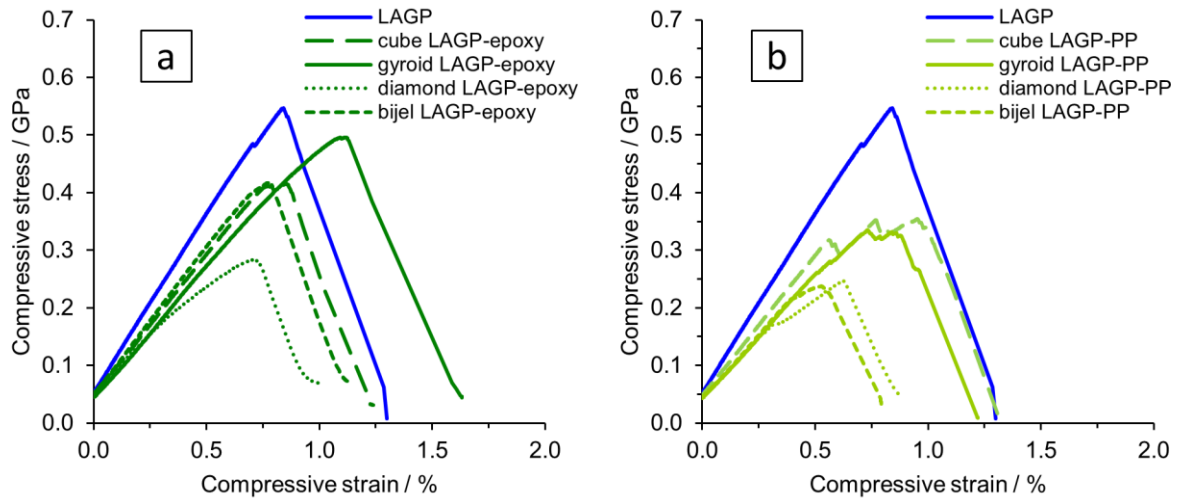 a
LAGP
cube LAGP-epoxy
gyroid LAGP-epoxy
diamond LAGP-epoxy
bijel LAGP-epoxy
Compressive stress / GPa
0.7
0.6
0.5
0.4
0.3
0.2
0.1
0.0
0.0 0.5 1.0 1.5 2.0
Compressive strain / %
b
LAGP
cube LAGP-PP
gyroid LAGP-PP
diamond LAGP-PP
bijel LAGP-PP
Compressive stress / GPa
0.7
0.6
0.5
0.4
0.3
0.2
0.1
0.0
0.0 0.5 1.0 1.5 2.0
Compressive strain / %